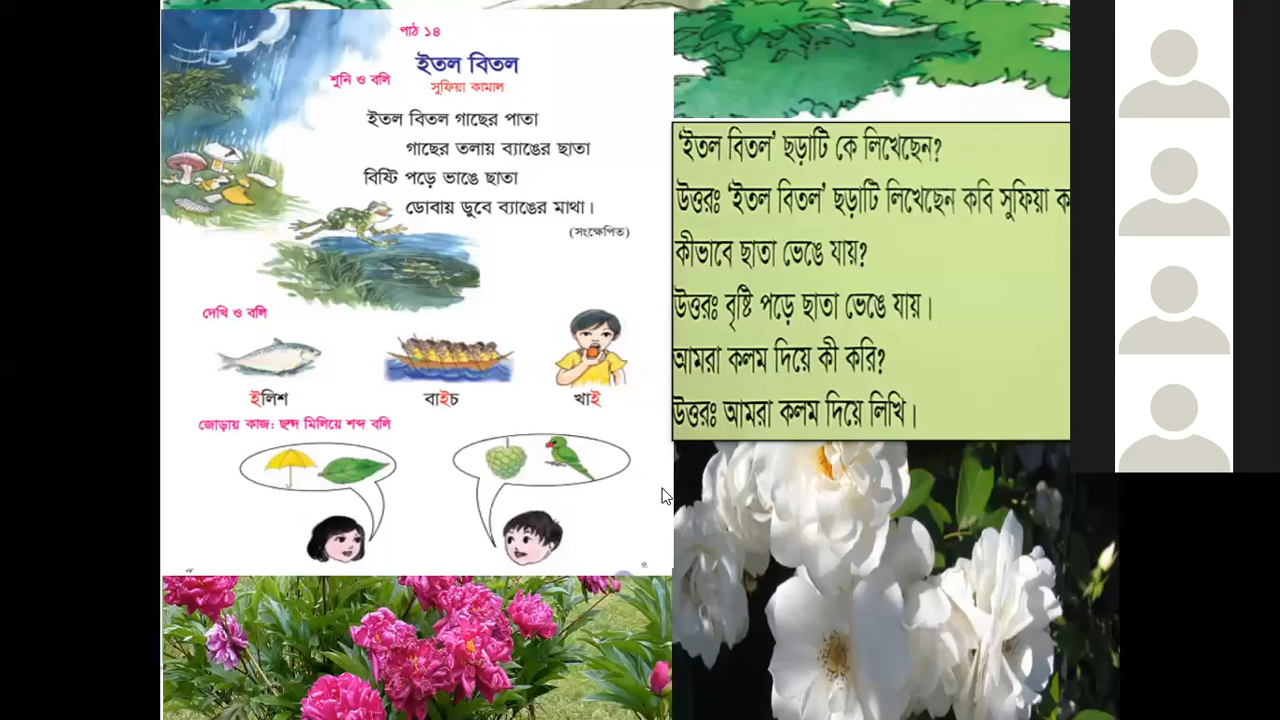 পাঠ ১৪
ইতল বিতল
শুনি ও বলি
সুফিয়া কামাল
ইতল বিতল গাছের পাতা
গাছের তলায় ব্যাঙের ছাতা
বিষ্টি পড়ে ভাঙে ছাতা
ডোবায় ডুবে ব্যাঙের মাথা।
(সংক্ষেপিত)
দেখি ও বলি
ইলিশ বাইচ খাই
জোড়ায় কাজ: ছন্দ মিলিয়ে শব্দ বলি
‘ইতল বিতল’ ছড়াটি কে লিখেছেন?
উত্তরঃ ‘ইতল বিতল’ ছড়াটি লিখেছেন কবি সুফিয়া ক
কীভাবে ছাতা ভেঙে যায়?
উত্তরঃ বৃষ্টি পড়ে ছাতা ভেঙে যায়।
আমরা কলম দিয়ে কী করি?
উত্তরঃ আমরা কলম দিয়ে লিখি।